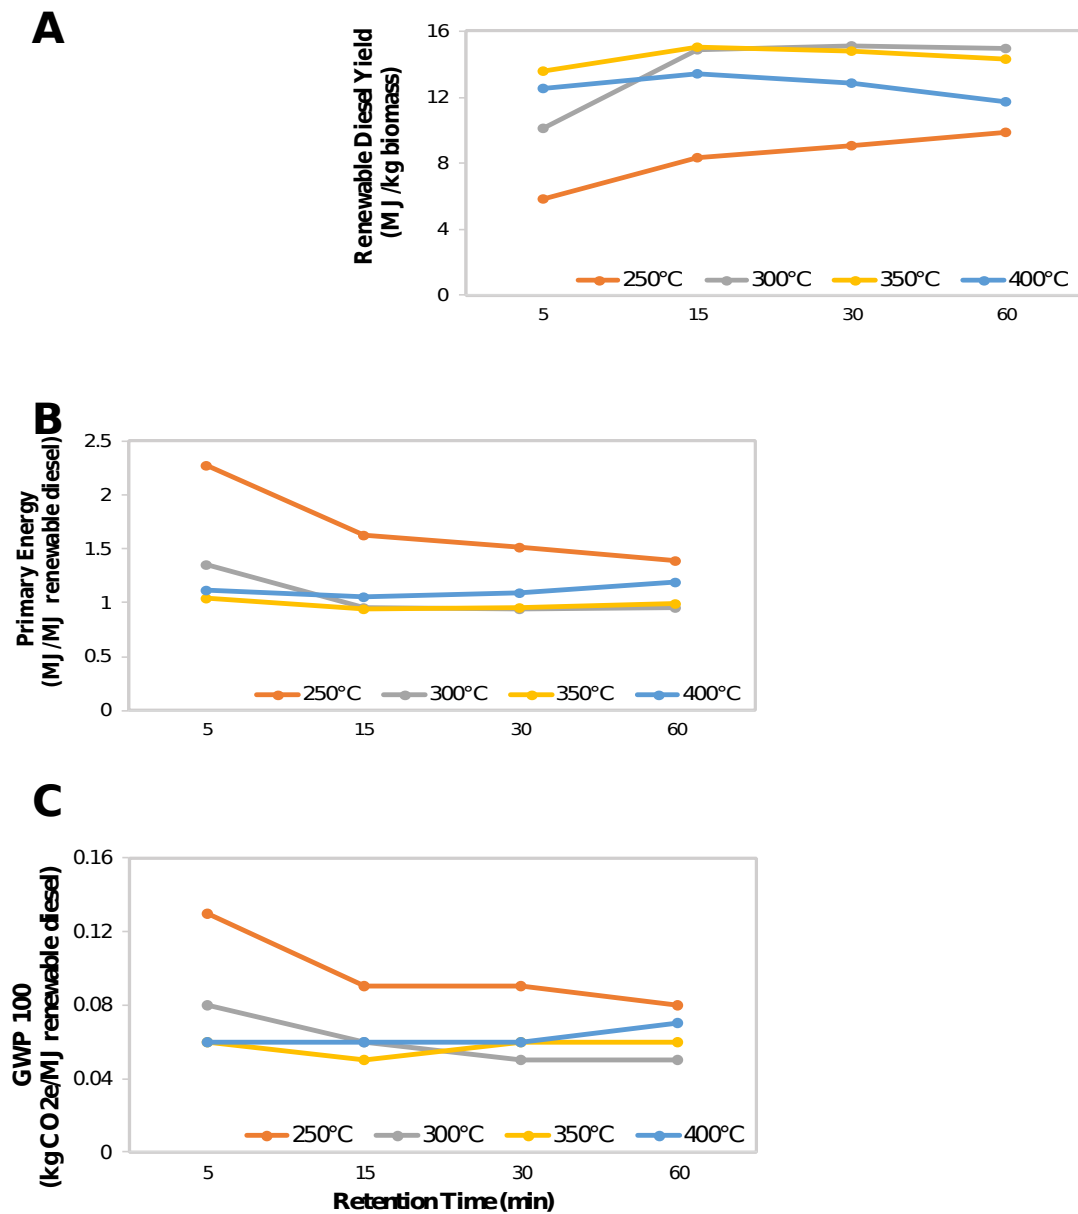 A
Renewable Diesel Yield
(MJ/kg biomass)
16
12
8
4
0
250°C 300°C 350°C 400°C
5 15 30 60
B
Primary Energy
(MJ/MJ renewable diesel)
2.5
2
1.5
1
0.5
0
250°C 300°C 350°C 400°C
5 15 30 60
C
GWP 100
(kgCO2e/MJ renewable diesel)
0.16
0.12
0.08
0.04
0
250°C 300°C 350°C 400°C
5 15 30 60
Retention Time (min)